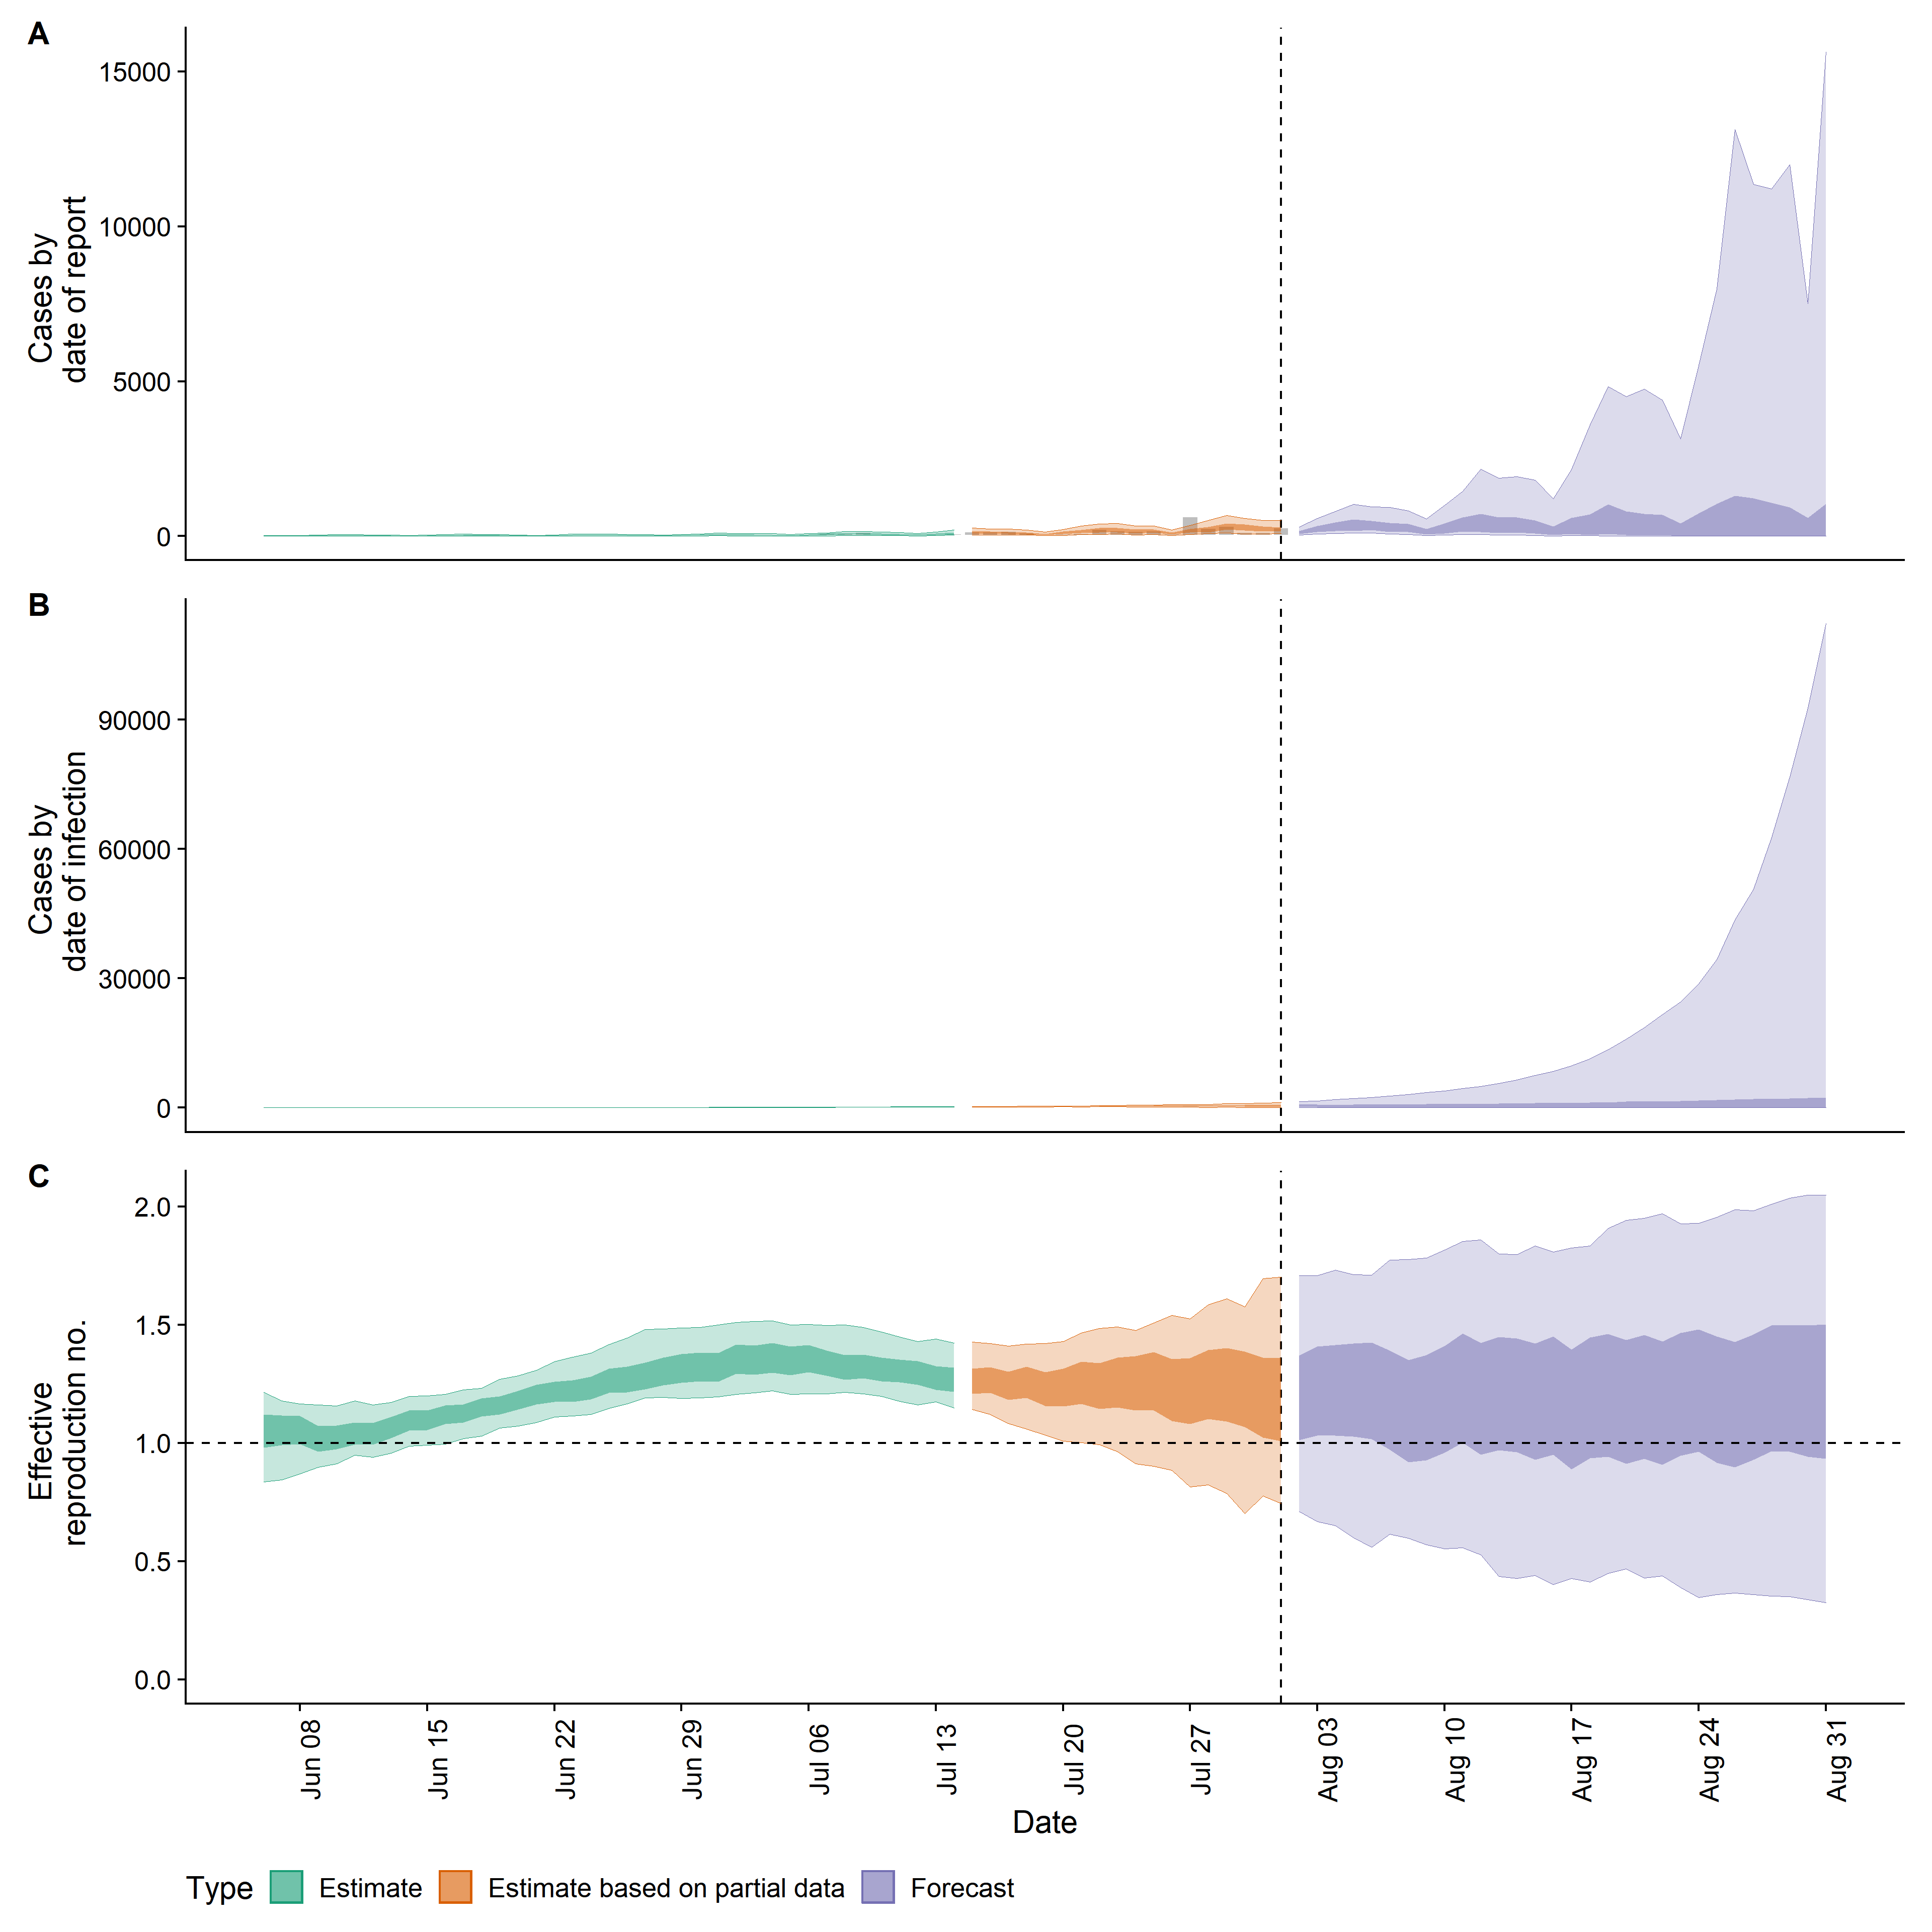 A
15000
10000
5000
0
Cases by
date of report
B
90000
60000
30000
0
Cases by
date of infection
C
2.0
1.5
1.0
0.5
0.0
Effective
reproduction no.
Jun 08
Jun 15
Jun 22
Jun 29
Jul 06
Jul 13
Jul 20
Jul 27
Aug 03
Aug 10
Aug 17
Aug 24
Aug 31
Date
Type Estimate Estimate based on partial data Forecast